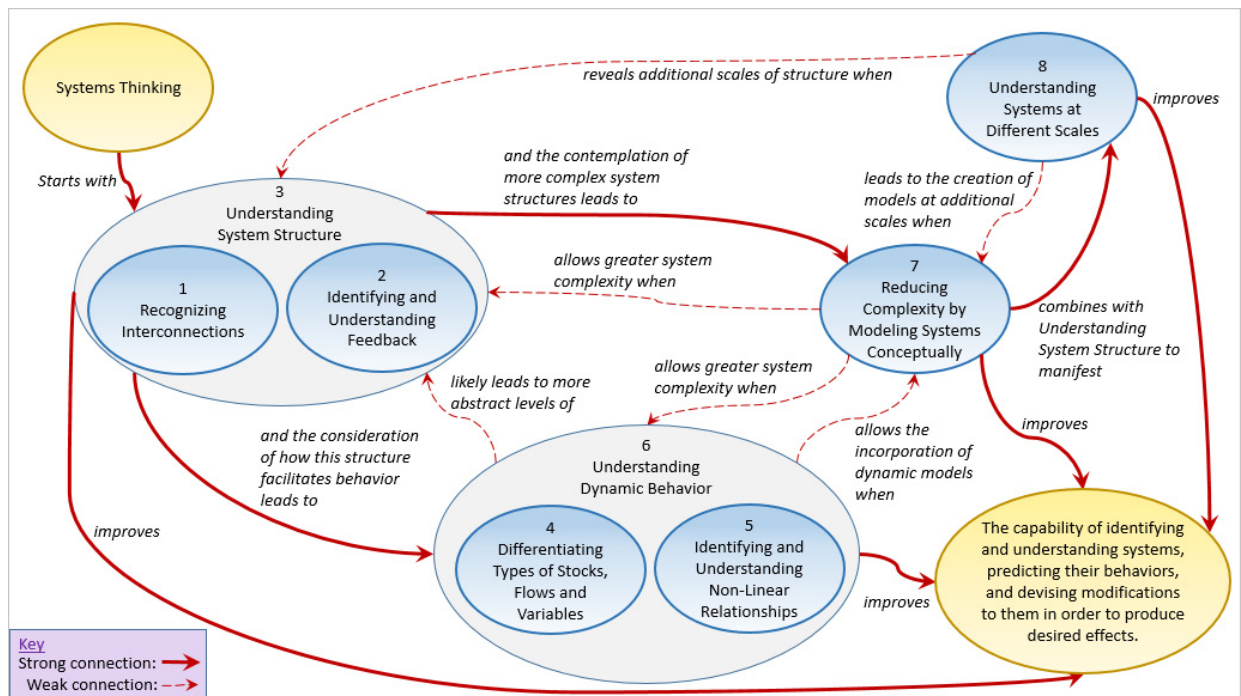 Systems Thinking
Starts with
reveals additional scales of structure when
8
Understanding
Systems at
Different Scales
improves
3
Understanding
System Structure
1
Recognizing
Interconnections
2
Identifying and
Understanding
Feedback
and the contemplation of
more complex system
structures leads to
leads to the creation of
models at additional
scales when
allows greater system
complexity when
7
Reducing
Complexity by
Modeling Systems
Conceptually
combines with
Understanding
System Structure to
manifest
likely leads to more
abstract levels of
allows greater system
complexity when
and the consideration
of how this structure
facilitates behavior
leads to
allows the
incorporation of
dynamic models
when
improves
6
Understanding
Dynamic Behavior
4
Differentiating
Types of Stocks,
Flows and
Variables
5
Identifying and
Understanding
Non-Linear
Relationships
improves
improves
The capability of identifying
and understanding systems,
predicting their behaviors,
and devising modifications
to them in order to produce
desired effects.
Key
Strong connection:
Weak connection: